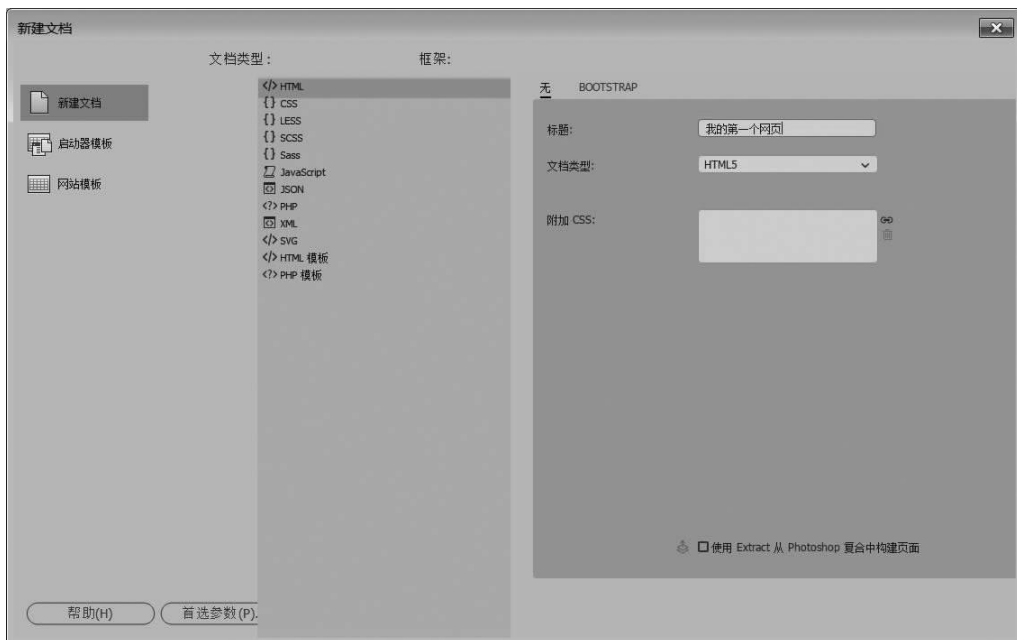 新建文档
文档类型：
框架：
新建文档
启动器模板
网站模板
</> HTML
{} CSS
{} LESS
{} SCSS
{} Sass
JavaScript
JSON
<?> PHP
XML
</> SVG
</> HTML 模板
<?> PHP 模板
无 BOOTSTRAP
标题: 我的第一个网页
文档类型: HTML5
附加 CSS:
使用 Extract 从 Photoshop 复合中构建页面
帮助(H) 首选参数(P).